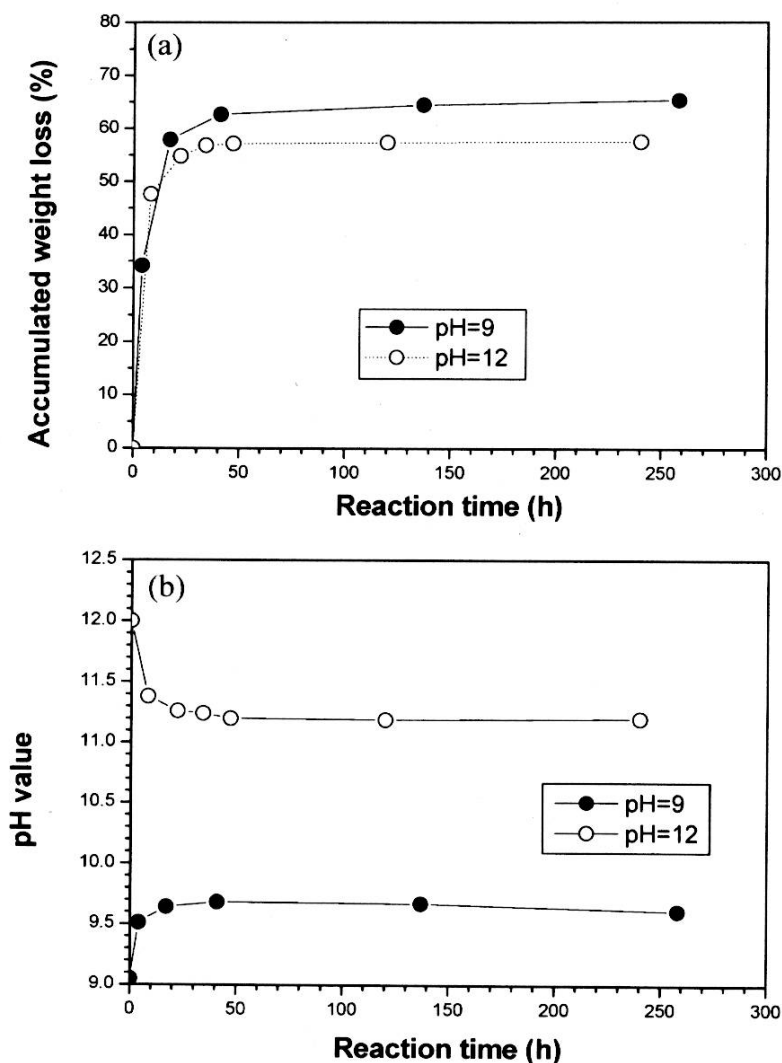 (a)
Accumulated weight loss (%)
80
70
60
50
40
30
20
10
0
pH=9
pH=12
0 50 100 150 200 250 300
Reaction time (h)
(b)
pH value
12.5
12.0
11.5
11.0
10.5
10.0
9.5
9.0
pH=9
pH=12
0 50 100 150 200 250 300
Reaction time (h)